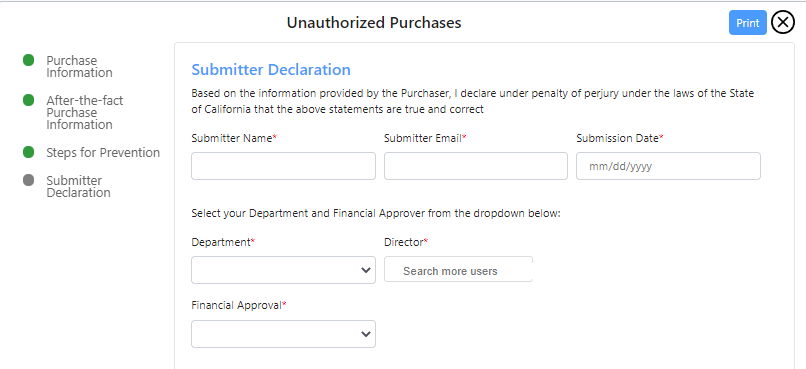 Unauthorized Purchases
Print
Purchase
Information
After-the-fact
Purchase
Information
Steps for Prevention
Submitter
Declaration
Submitter Declaration
Based on the information provided by the Purchaser, I declare under penalty of perjury under the laws of the State
of California that the above statements are true and correct
Submitter Name* Submitter Email* Submission Date*
mm/dd/yyyy
Select your Department and Financial Approver from the dropdown below:
Department* Director*
Search more users
Financial Approval*